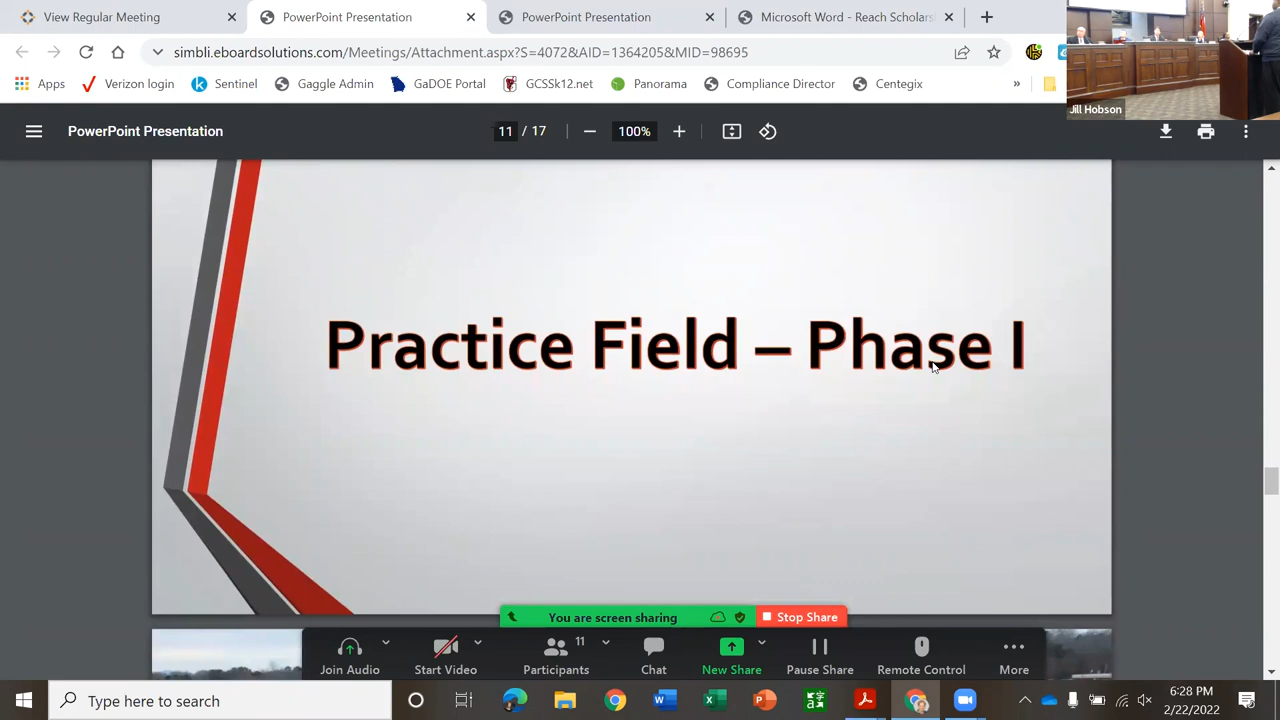 View Regular Meeting
PowerPoint Presentation
PowerPoint Presentation
Microsoft Word - Reach Scholars
simbli.eboardsolutions.com/Meetings/Attachment.aspx?S=4072&AID=1364205&MID=98695
Apps
Verizon login
Sentinel
Gaggle Admin
GaDOE Portal
GCSSk12.net
Panorama
Compliance Director
Centegix
»
Jill Hobson
PowerPoint Presentation
11 / 17
100%
Practice Field – Phase I
You are screen sharing
Stop Share
Join Audio
Start Video
Participants
11
Chat
New Share
Pause Share
Remote Control
More
Type here to search
6:28 PM
2/22/2022